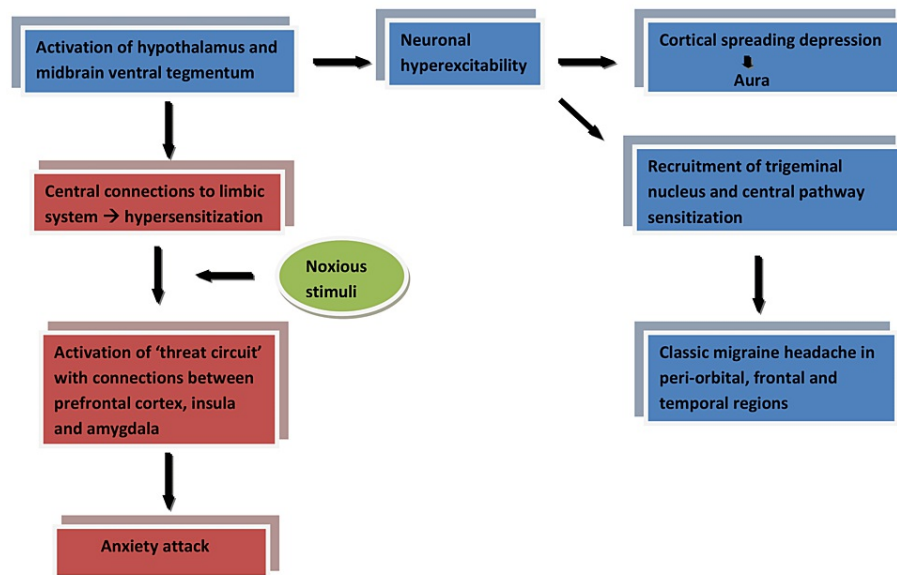 Activation of hypothalamus and
midbrain ventral tegmentum
Neuronal
hyperexcitability
Cortical spreading depression
Aura
Central connections to limbic
system → hypersensitization
Recruitment of trigeminal
nucleus and central pathway
sensitization
Noxious
stimuli
Activation of ‘threat circuit’
with connections between
prefrontal cortex, insula
and amygdala
Classic migraine headache in
peri-orbital, frontal and
temporal regions
Anxiety attack